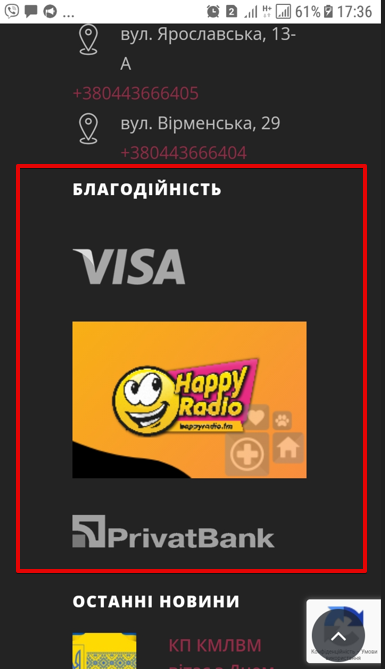 ... 2 H+ 61% 17:36
вул. Ярославська, 13-
А
+380443666405
вул. Вірменська, 29
+380443666404
БЛАГОДІЙНІСТЬ
VISA
Happy
Radio
happyradio.fm
PrivatBank
ОСТАННІ НОВИНИ
КП КМЛВМ